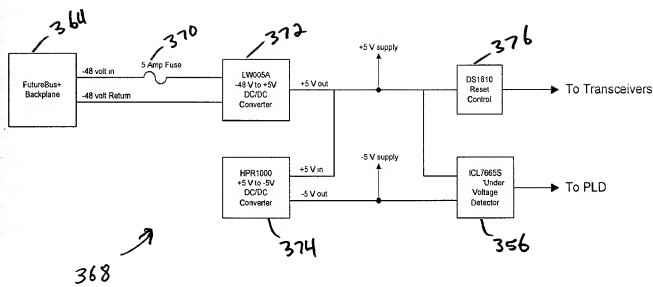 364
370
372
376
-48 volt in
5 Amp Fuse
+5 V supply
FutureBus+
Backplane
-48 volt Return
LW005A
-48 V to +5V
DC/DC
Converter
+5 V out
DS1810
Reset
Control
To Transceivers
HPR1000
+5 V to -5V
DC/DC
Converter
+5 V in
-5 V out
-5 V supply
ICL7665S
'Under
Voltage
Detector
To PLD
374
356
368